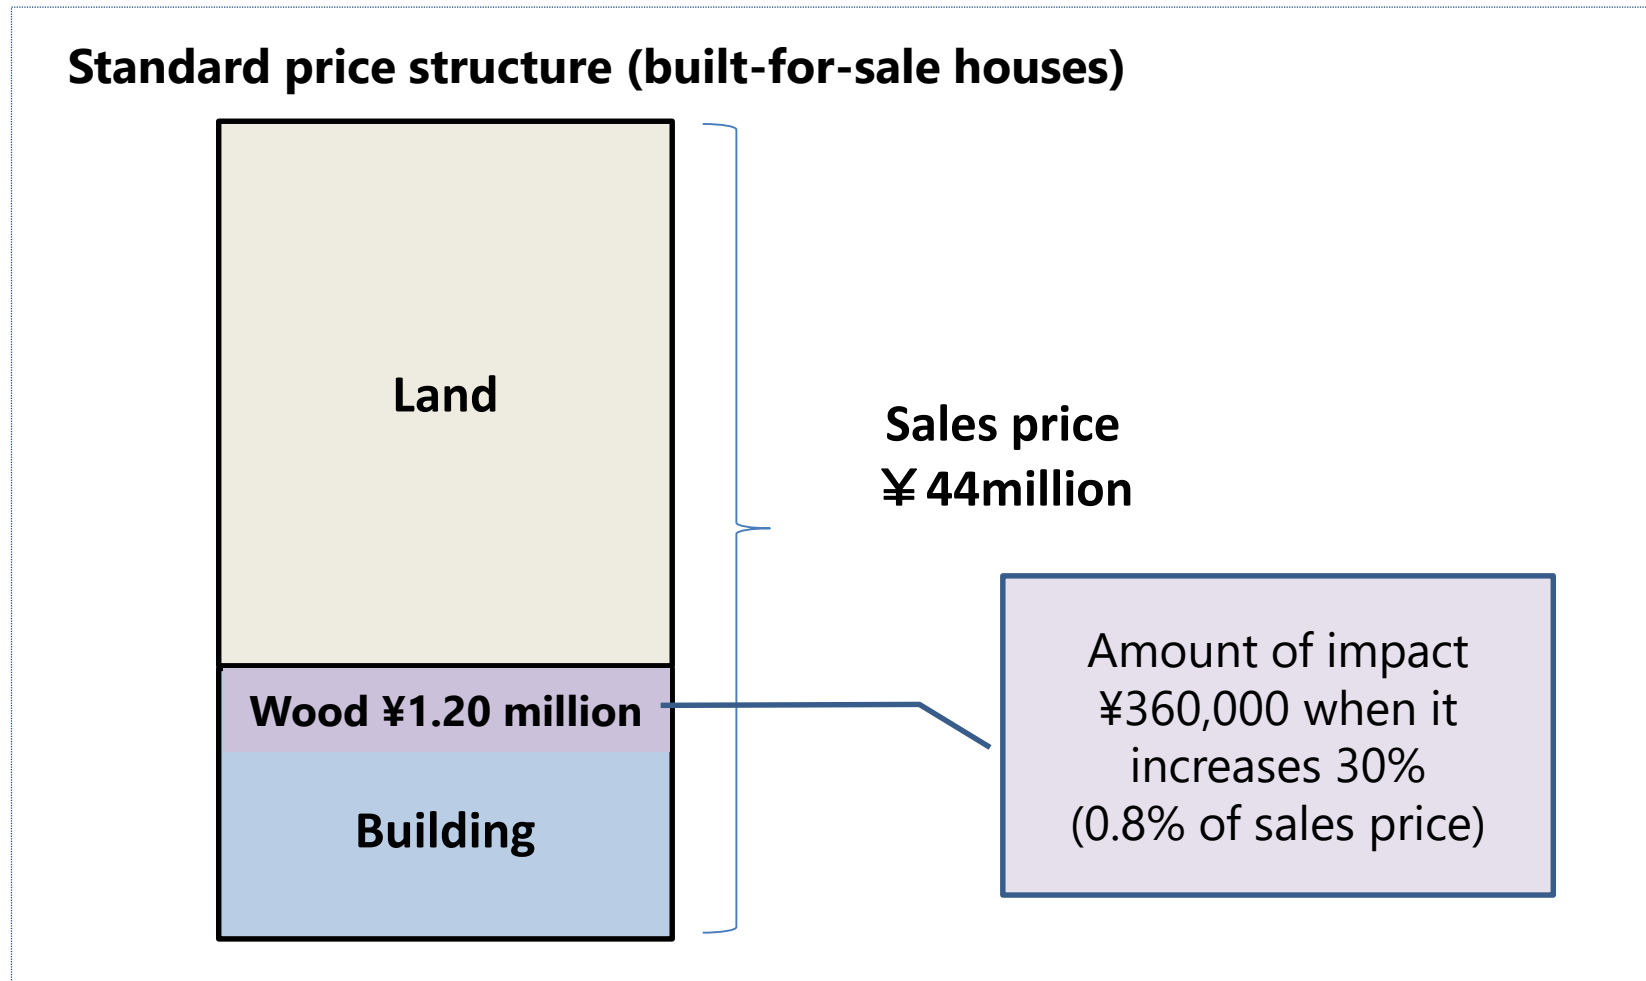 Standard price structure (built-for-sale houses)
Land
Sales price
￥44million
Wood ¥1.20 million
Building
Amount of impact
¥360,000 when it
increases 30%
(0.8% of sales price)